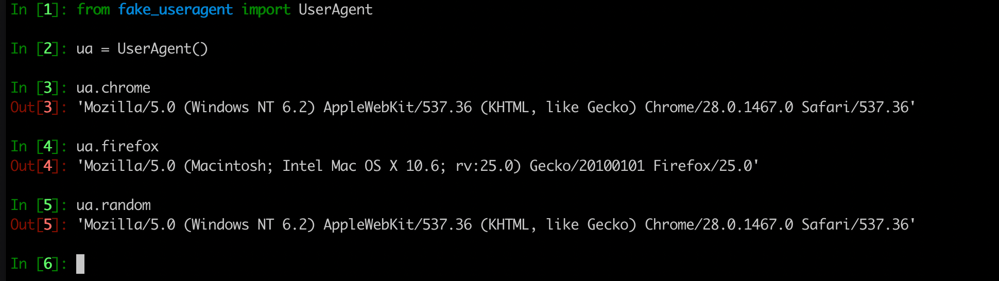 In [1]: from fake_useragent import UserAgent
In [2]: ua = UserAgent()
In [3]: ua.chrome
Out[3]: 'Mozilla/5.0 (Windows NT 6.2) AppleWebKit/537.36 (KHTML, like Gecko) Chrome/28.0.1467.0 Safari/537.36'
In [4]: ua.firefox
Out[4]: 'Mozilla/5.0 (Macintosh; Intel Mac OS X 10.6; rv:25.0) Gecko/20100101 Firefox/25.0'
In [5]: ua.random
Out[5]: 'Mozilla/5.0 (Windows NT 6.2) AppleWebKit/537.36 (KHTML, like Gecko) Chrome/28.0.1467.0 Safari/537.36'
In [6]: